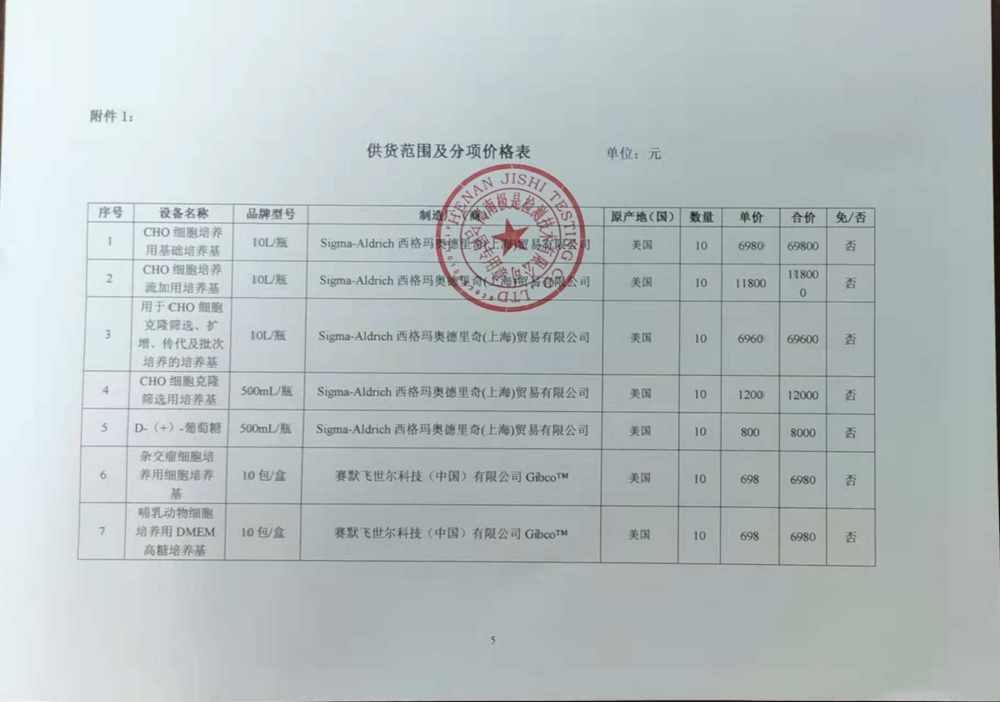 附件 1：
供货范围及分项价格表 单位：元
序号 设备名称 品牌型号 制造厂（商 原产地（国） 数量 单价 合价 免/否
1 CHO 细胞培养用基础培养基 10L/瓶 Sigma-Aldrich 西格玛奥德里奇(上海)贸易有限公司 美国 10 6980 69800 否
2 CHO 细胞培养流加用培养基 10L/瓶 Sigma-Aldrich 西格玛奥德里奇(上海)贸易有限公司 美国 10 11800 118000 否
3 用于 CHO 细胞克隆筛选、扩增、传代及批次培养的培养基 10L/瓶 Sigma-Aldrich 西格玛奥德里奇(上海)贸易有限公司 美国 10 6960 69600 否
4 CHO 细胞克隆筛选用培养基 500mL/瓶 Sigma-Aldrich 西格玛奥德里奇(上海)贸易有限公司 美国 10 1200 12000 否
5 D-（+）-葡萄糖 500mL/瓶 Sigma-Aldrich 西格玛奥德里奇(上海)贸易有限公司 美国 10 800 8000 否
6 杂交瘤细胞培养用细胞培养基 10 包/盒 赛默飞世尔科技（中国）有限公司 Gibco™ 美国 10 698 6980 否
7 哺乳动物细胞培养用 DMEM 高糖培养基 10 包/盒 赛默飞世尔科技（中国）有限公司 Gibco™ 美国 10 698 6980 否
HENAN JISHI TESTING CO., LTD
河南极是检测技术有限公司
合同专用章
5